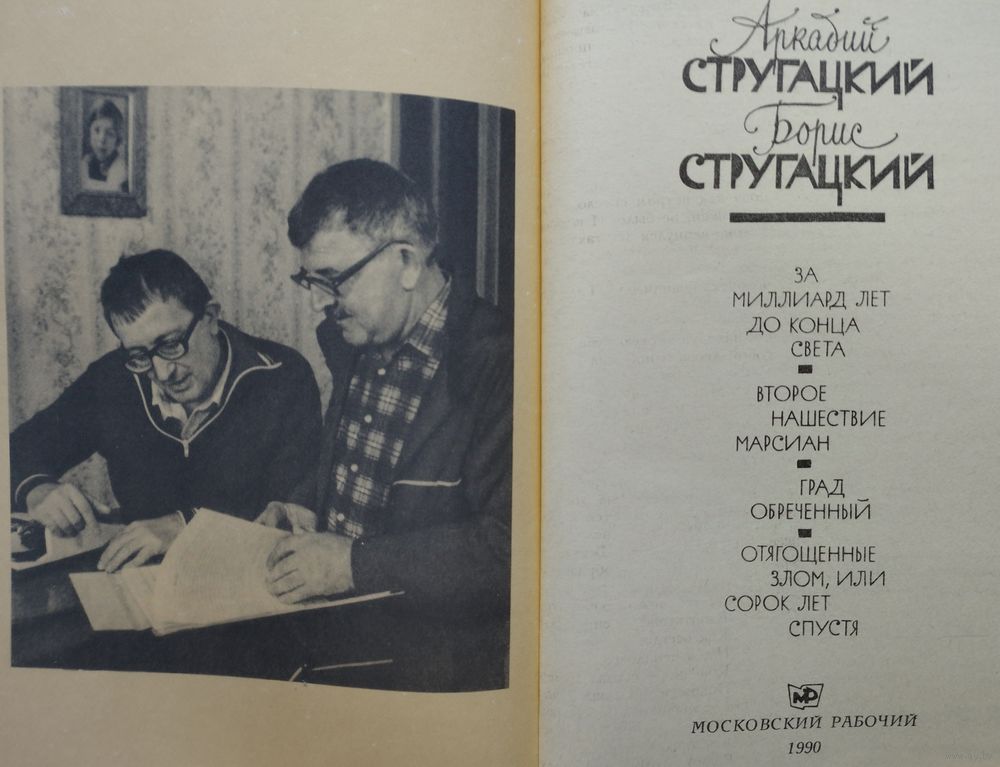 Аркадий
СТРУГАЦКИЙ
Борис
СТРУГАЦКИЙ
ЗА
МИЛЛИАРД ЛЕТ
ДО КОНЦА
СВЕТА
ВТОРОЕ
НАШЕСТВИЕ
МАРСИАН
ГРАД
ОБРЕЧЕННЫЙ
ОТЯГОЩЕННЫЕ
ЗЛОМ, ИЛИ
СОРОК ЛЕТ
СПУСТЯ
МР
МОСКОВСКИЙ РАБОЧИЙ
1990